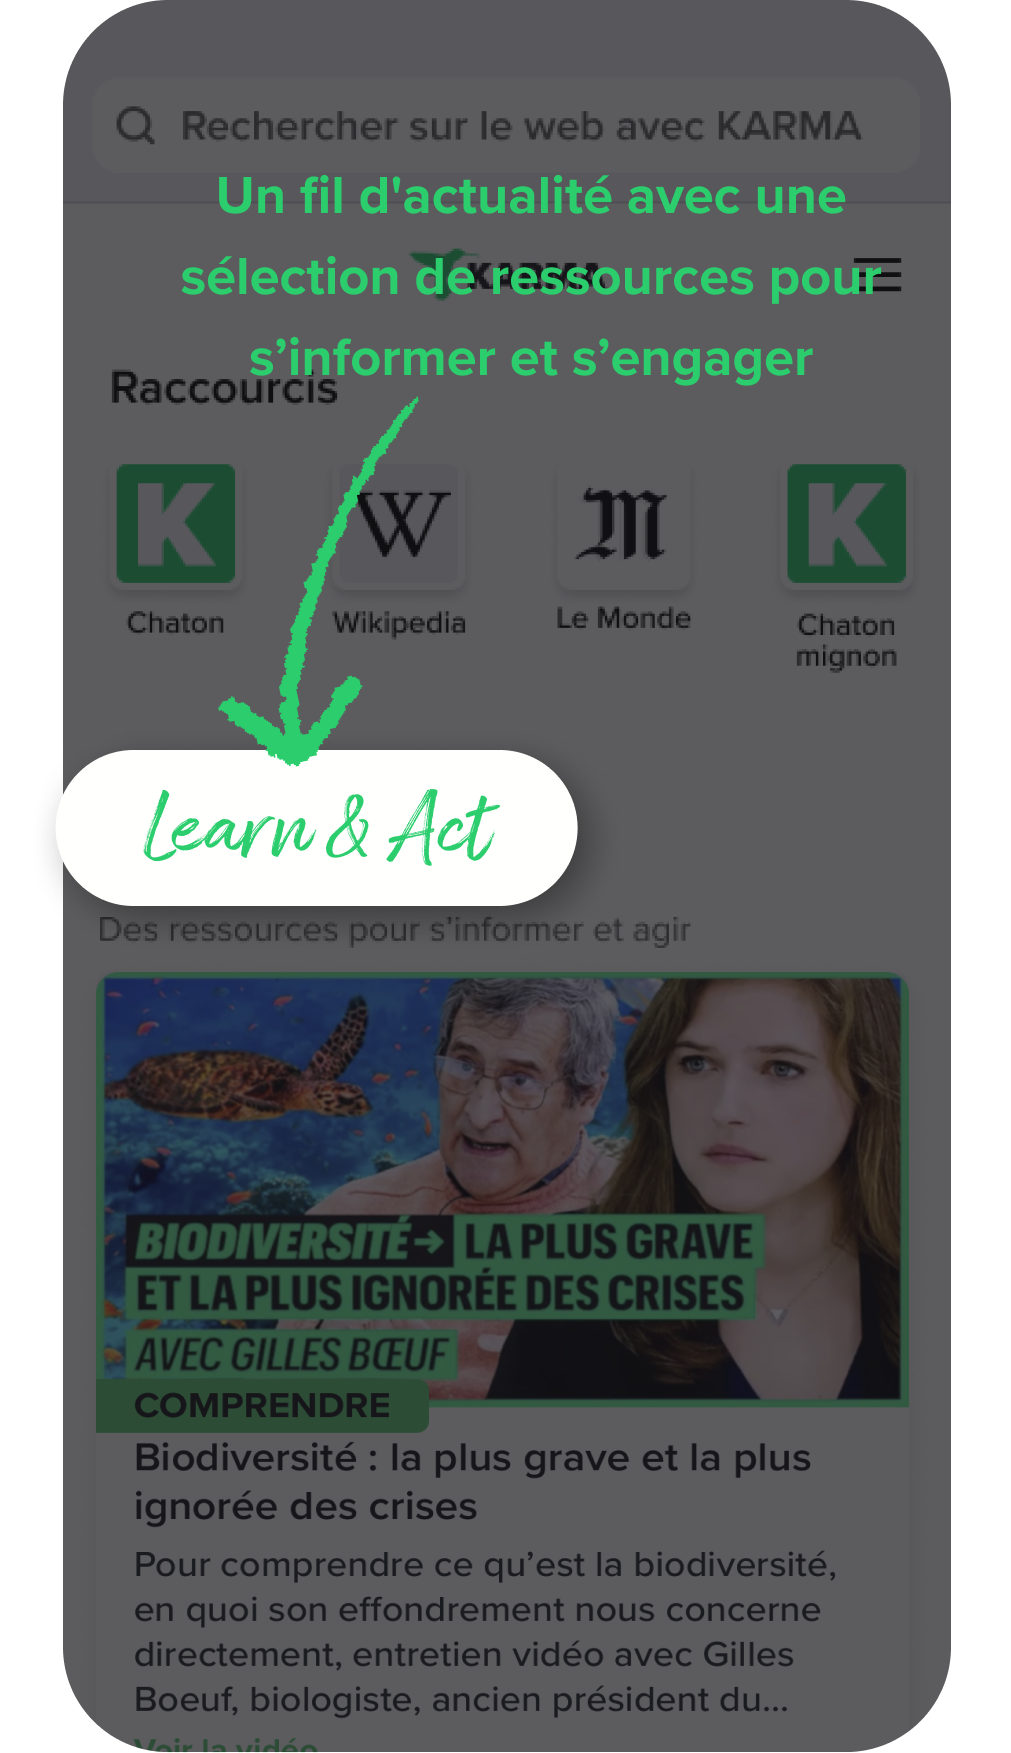 Rechercher sur le web avec KARMA
Un fil d'actualité avec une
sélection de ressources pour
s’informer et s’engager
KARMA
Raccourcis
K
W
M
K
Chaton
Wikipedia
Le Monde
Chaton
mignon
Learn & Act
Des ressources pour s’informer et agir
BIODIVERSITÉ→ LA PLUS GRAVE
ET LA PLUS IGNORÉE DES CRISES
AVEC GILLES BŒUF
COMPRENDRE
Biodiversité : la plus grave et la plus
ignorée des crises
Pour comprendre ce qu’est la biodiversité,
en quoi son effondrement nous concerne
directement, entretien vidéo avec Gilles
Boeuf, biologiste, ancien président du...
Voir la vidéo